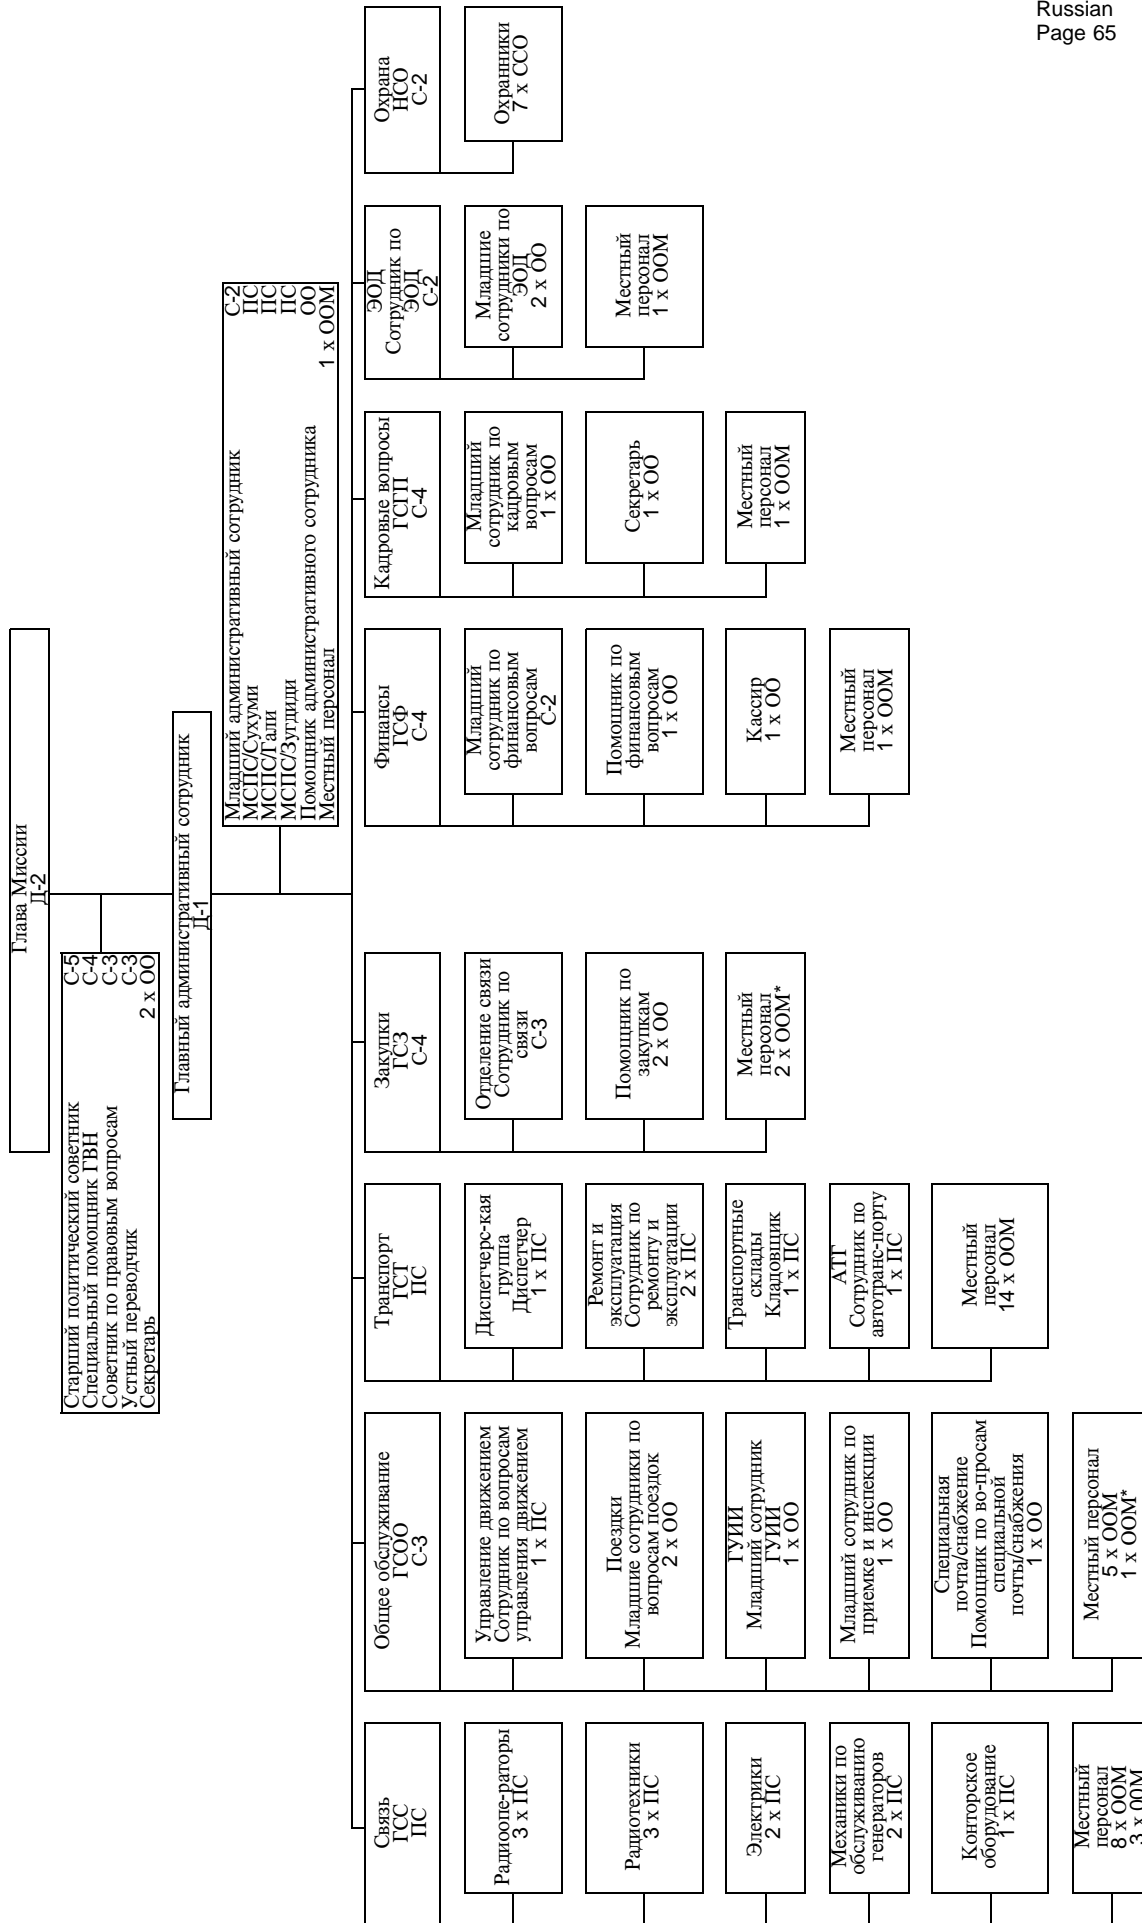 Russian
Page 65
Глава Миссии
Д-2
Старший политический советник С-5
Специальный помощник ГВН С-4
Советник по правовым вопросам С-3
Устный переводчик С-3
Секретарь 2 x ОО
Главный административный сотрудник
Д-1
Младший административный сотрудник С-2
МСПС/Сухуми ПС
МСПС/Гали ПС
МСПС/Зугдиди ПС
Помощник административного сотрудника ОО
Местный персонал 1 x ООМ
Связь
ГСС
ПС
Радиоопе-раторы
3 x ПС
Радиотехники
3 x ПС
Электрики
2 x ПС
Механики по
обслуживанию
генераторов
2 x ПС
Конторское
оборудование
1 x ПС
Местный
персонал
8 x ООМ
3 x ООМ
Общее обслуживание
ГСОО
С-3
Управление движением
Сотрудник по вопросам
управления движением
1 x ПС
Поездки
Младшие сотрудники по
вопросам поездок
2 x ОО
ГУИИ
Младший сотрудник
ГУИИ
1 x ОО
Младший сотрудник по
приемке и инспекции
1 x ОО
Специальная
почта/снабжение
Помощник по во-просам
специальной
почты/снабжения
1 x ОО
Местный персонал
5 x ООМ
1 x ООМ*
Транспорт
ГСТ
ПС
Диспетчерс-кая
группа
Диспетчер
1 x ПС
Ремонт и
эксплуатация
Сотрудник по
ремонту и
эксплуатации
2 x ПС
Транспортные
склады
Кладовщик
1 x ПС
АТГ
Сотрудник по
автотранс-порту
1 x ПС
Местный
персонал
14 x ООМ
Закупки
ГСЗ
С-4
Отделение связи
Сотрудник по
связи
С-3
Помощник по
закупкам
2 x ОО
Местный
персонал
2 x ООМ*
Финансы
ГСФ
С-4
Младший
сотрудник по
финансовым
вопросам
С-2
Помощник по
финансовым
вопросам
1 x ОО
Кассир
1 x ОО
Местный
персонал
1 x ООМ
Кадровые вопросы
ГСГП
С-4
Младший
сотрудник по
кадровым
вопросам
1 x ОО
Секретарь
1 x ОО
Местный
персонал
1 x ООМ
ЭОД
Сотрудник по
ЭОД
С-2
Младшие
сотрудники по
ЭОД
2 x ОО
Местный
персонал
1 x ООМ
Охрана
НСО
С-2
Охранники
7 x ССО